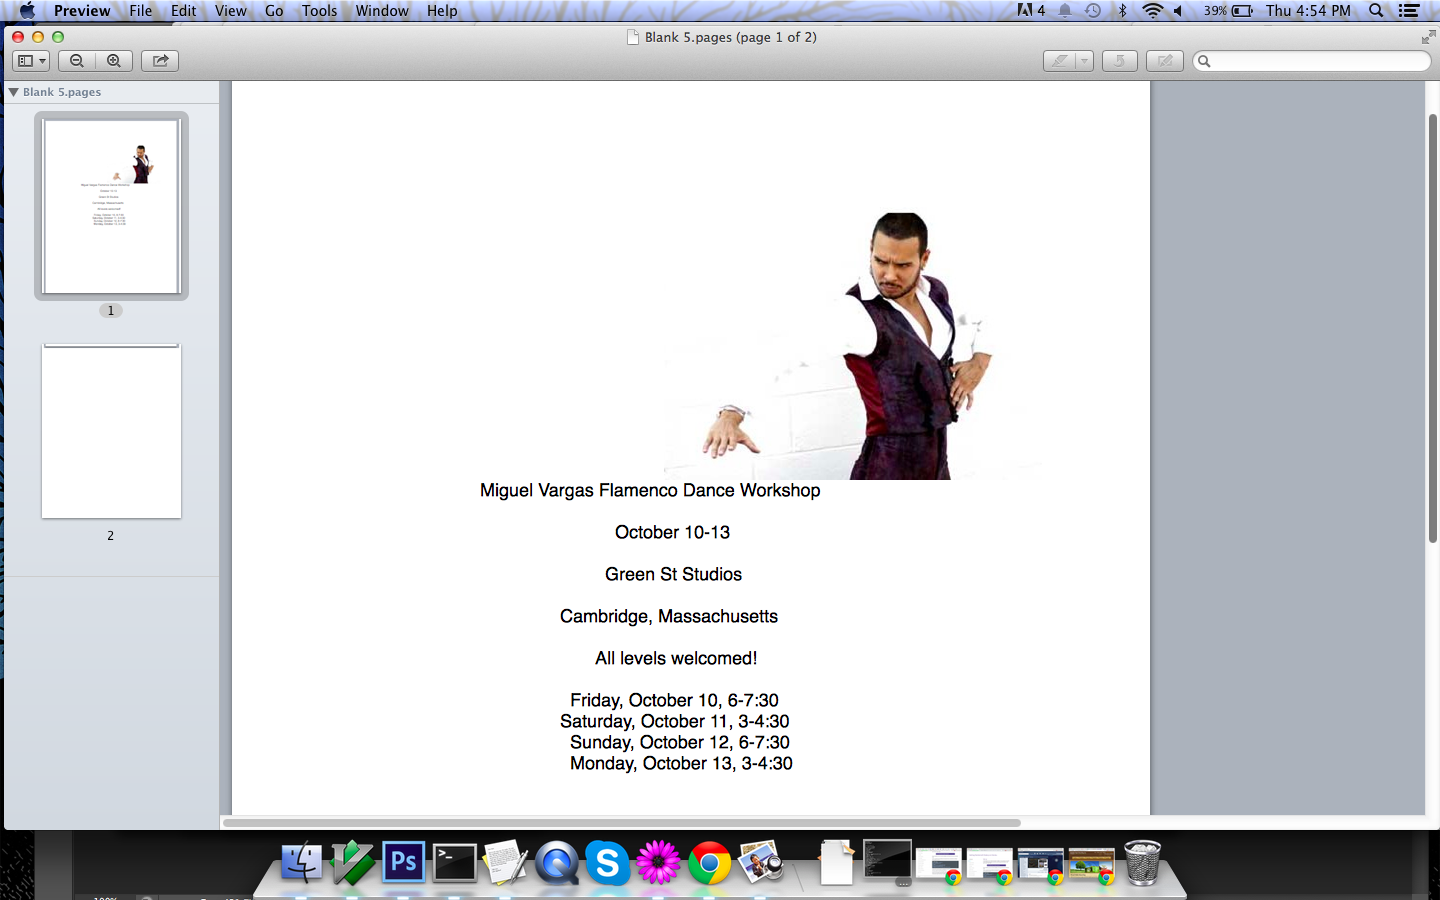 Preview File Edit View Go Tools Window Help 4 39% Thu 4:54 PM
Blank 5.pages (page 1 of 2)
Blank 5.pages
Miguel Vargas Flamenco Dance Workshop
October 10-13
Green St Studios
Cambridge, Massachusetts
All levels welcomed!
Friday, October 10, 6-7:30
Saturday, October 11, 3-4:30
Sunday, October 12, 6-7:30
Monday, October 13, 3-4:30
1
2
Ps
S
100%